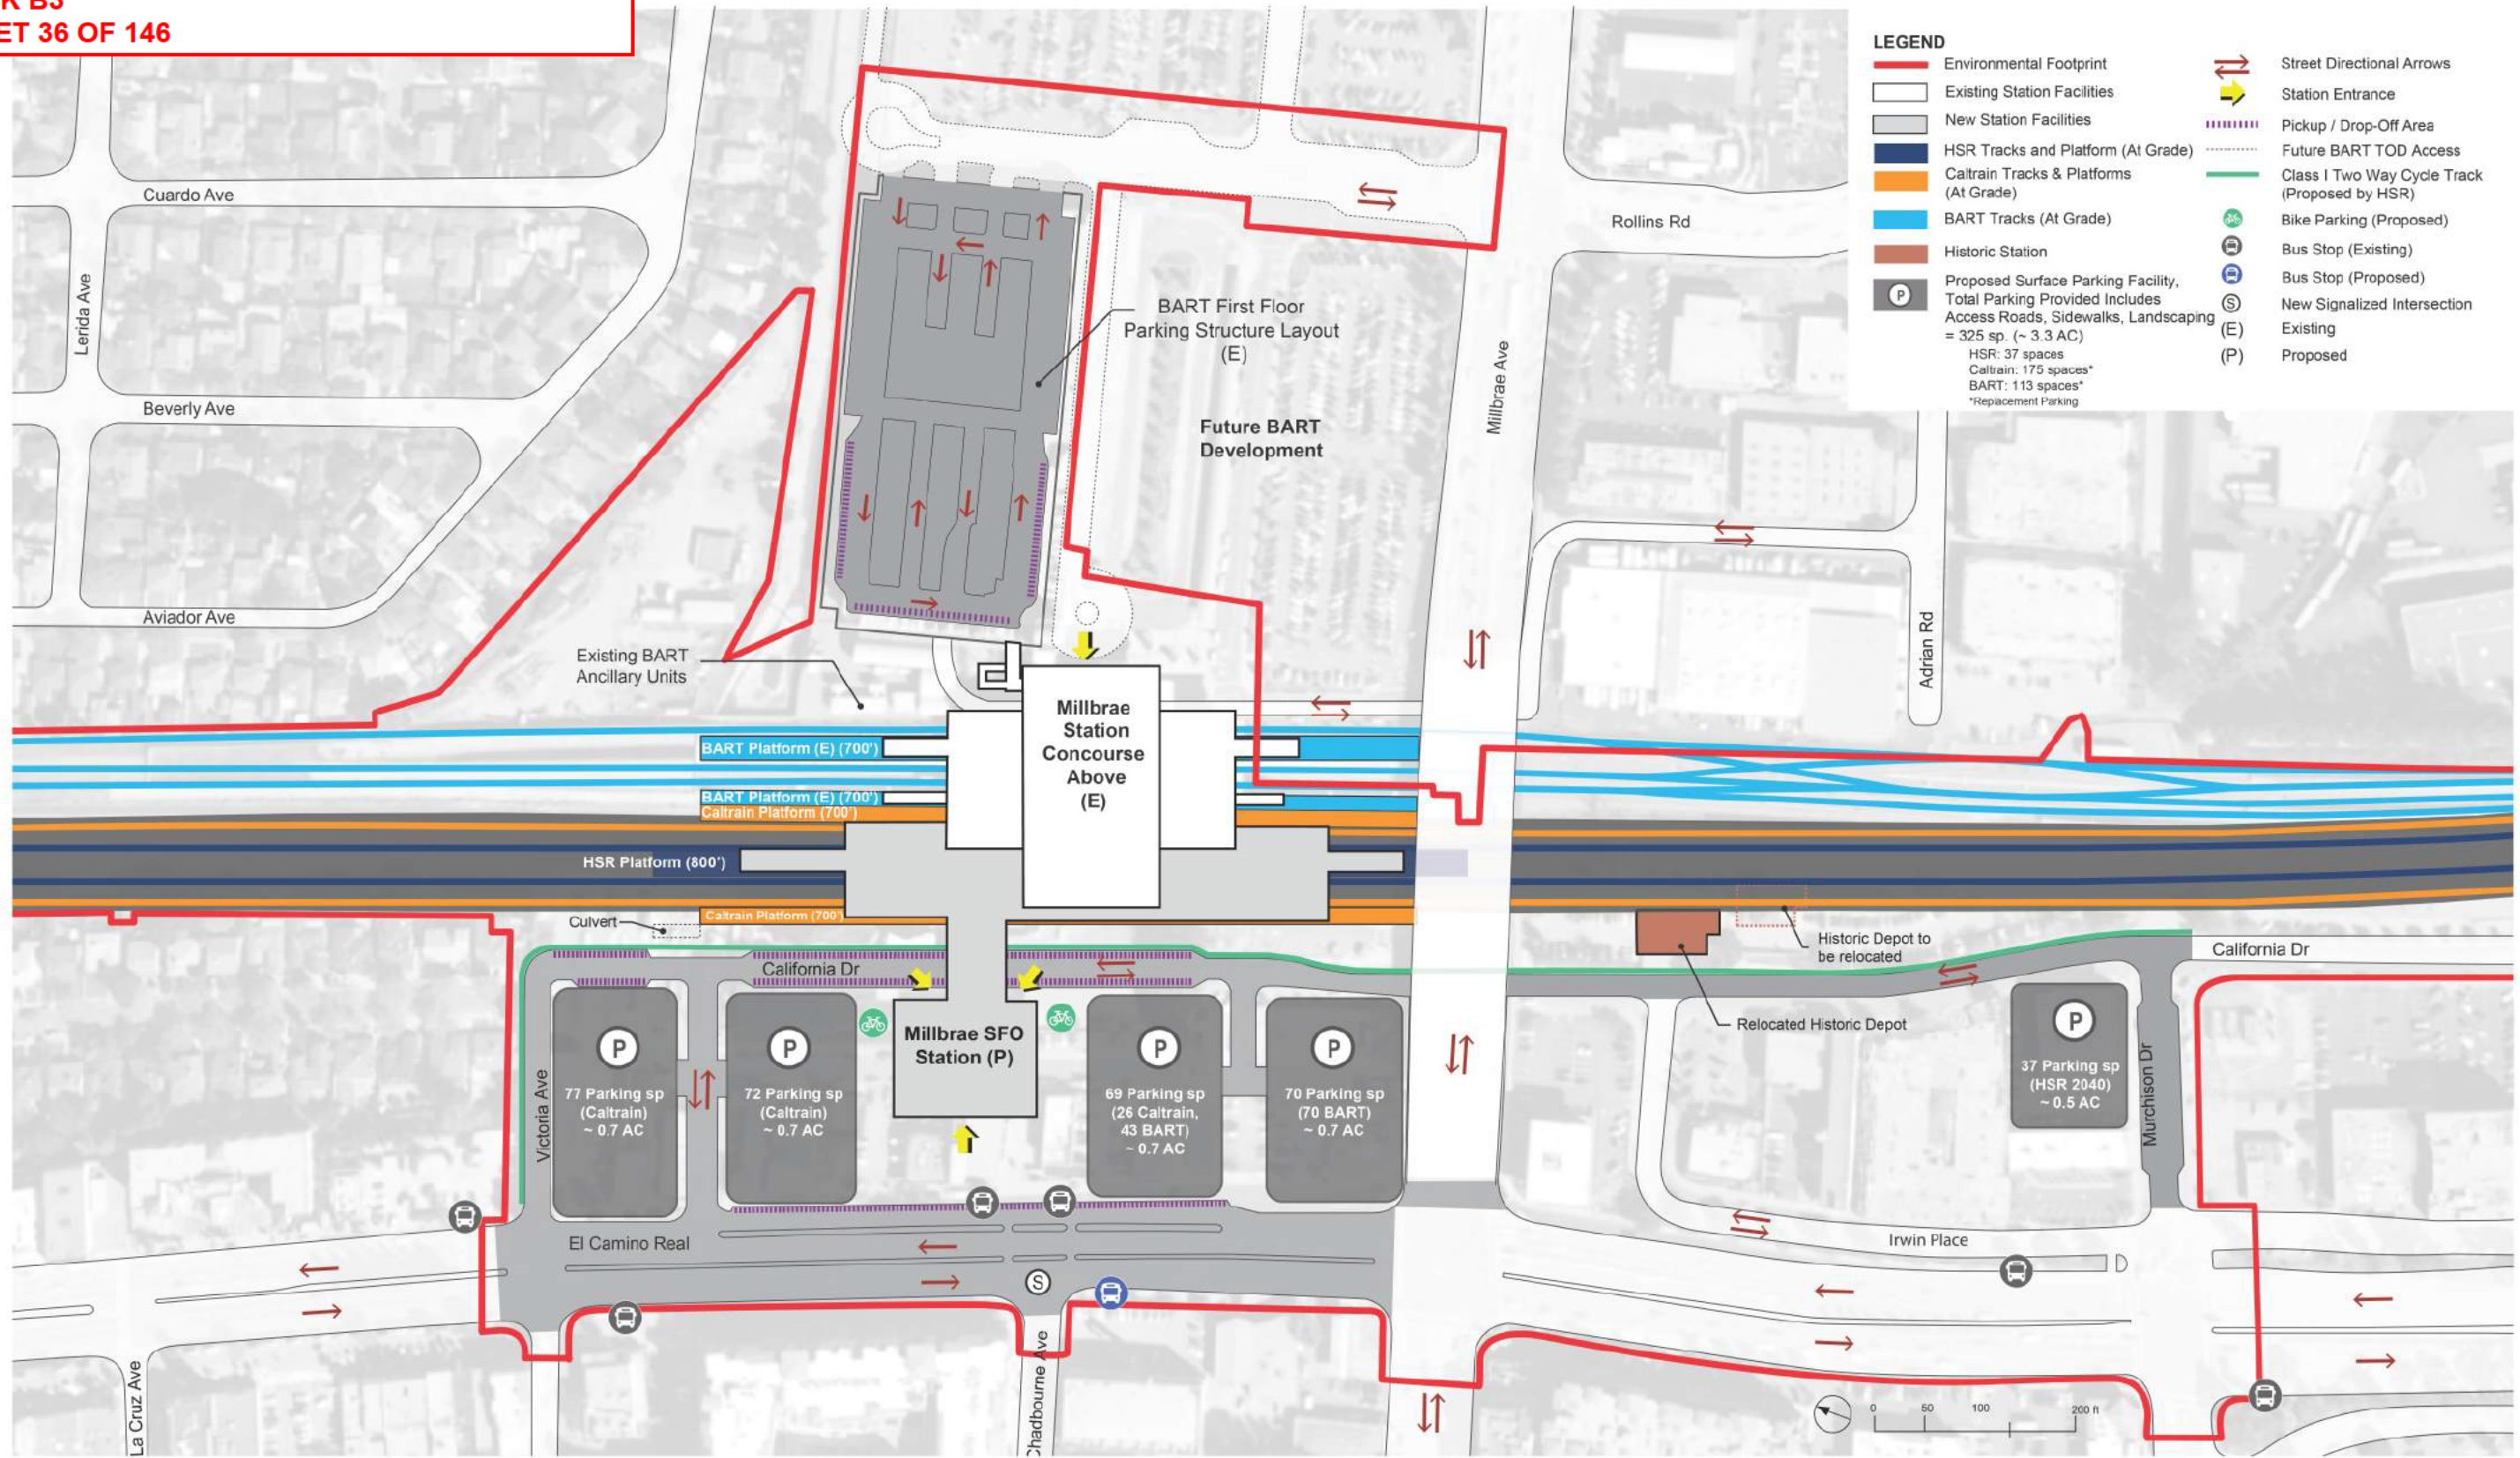 K B3
ET 36 OF 146
LEGEND
Environmental Footprint
Existing Station Facilities
New Station Facilities
HSR Tracks and Platform (At Grade)
Caltrain Tracks & Platforms
(At Grade)
BART Tracks (At Grade)
Historic Station
P
Proposed Surface Parking Facility,
Total Parking Provided Includes
Access Roads, Sidewalks, Landscaping
= 325 sp. (~ 3.3 AC)
HSR: 37 spaces
Caltrain: 175 spaces*
BART: 113 spaces*
*Replacement Parking
Street Directional Arrows
Station Entrance
Pickup / Drop-Off Area
Future BART TOD Access
Class I Two Way Cycle Track
(Proposed by HSR)
Bike Parking (Proposed)
Bus Stop (Existing)
Bus Stop (Proposed)
S New Signalized Intersection
(E) Existing
(P) Proposed
Cuardo Ave
Lerida Ave
Beverly Ave
Aviador Ave
Rollins Rd
Millbrae Ave
Adrian Rd
BART First Floor
Parking Structure Layout
(E)
Future BART
Development
Existing BART
Ancillary Units
Millbrae
Station
Concourse
Above
(E)
BART Platform (E) (700')
BART Platform (E) (700')
Caltrain Platform (700')
HSR Platform (800')
Caltrain Platform (700')
Culvert
California Dr
Historic Depot to
be relocated
California Dr
Relocated Historic Depot
Millbrae SFO
Station (P)
P
77 Parking sp
(Caltrain)
~ 0.7 AC
P
72 Parking sp
(Caltrain)
~ 0.7 AC
P
69 Parking sp
(26 Caltrain,
43 BART)
~ 0.7 AC
P
70 Parking sp
(70 BART)
~ 0.7 AC
P
37 Parking sp
(HSR 2040)
~ 0.5 AC
Victoria Ave
Murchison Dr
El Camino Real
Irwin Place
S
La Cruz Ave
Chadbourne Ave
0 50 100 200 ft